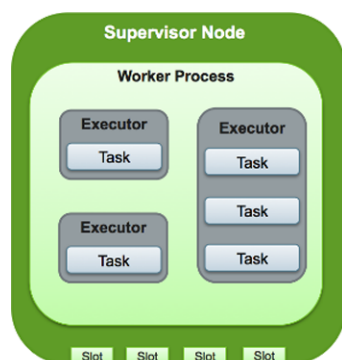 Supervisor Node
Worker Process
Executor
Task
Executor
Task
Task
Task
Executor
Task
Slot
Slot
Slot
Slot